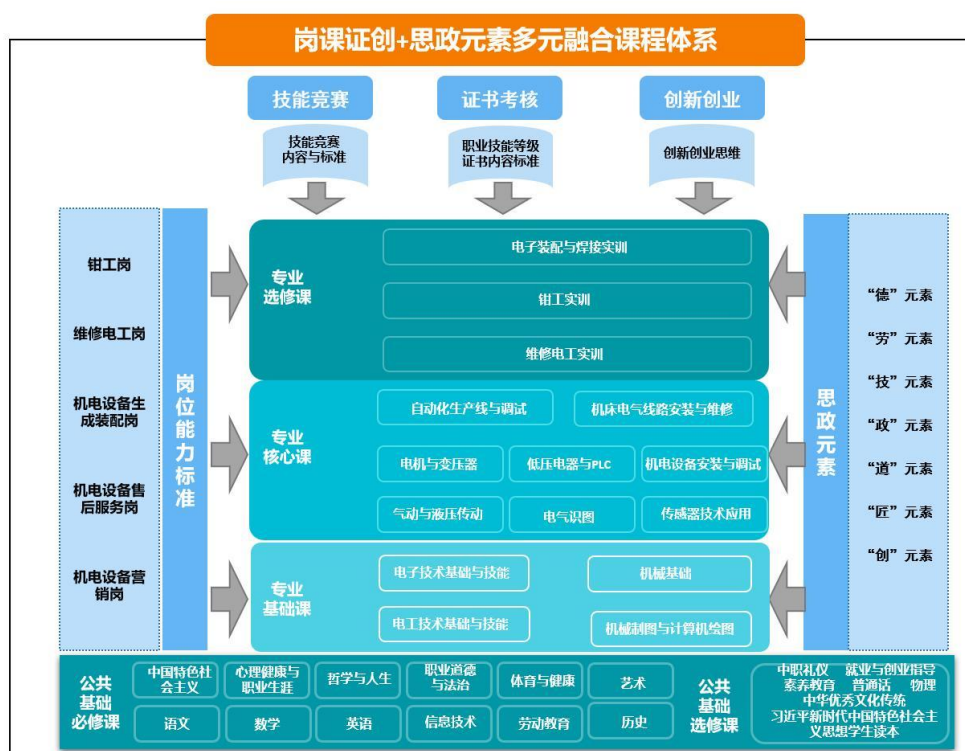 岗课证创+思政元素多元融合课程体系
技能竞赛
证书考核
创新创业
技能竞赛
内容与标准
职业技能等级
证书内容标准
创新创业思维
钳工岗
维修电工岗
机电设备生
成装配岗
机电设备售
后服务岗
机电设备营
销岗
岗位能力标准
专业
选修课
电子装配与焊接实训
钳工实训
维修电工实训
专业
核心课
自动化生产线与调试
机床电气线路安装与维修
电机与变压器
低压电器与PLC
机电设备安装与调试
气动与液压传动
电气识图
传感器技术应用
专业
基础课
电子技术基础与技能
机械基础
电工技术基础与技能
机械制图与计算机绘图
思政元素
“德”元素
“劳”元素
“技”元素
“政”元素
“道”元素
“匠”元素
“创”元素
公共
基础
必修课
中国特色社
会主义
心理健康与
职业生涯
哲学与人生
职业道德
与法治
体育与健康
艺术
语文
数学
英语
信息技术
劳动教育
历史
公共
基础
选修课
中职礼仪 就业与创业指导
素养教育 普通话 物理
中华优秀文化传统
习近平新时代中国特色社会主
义思想学生读本